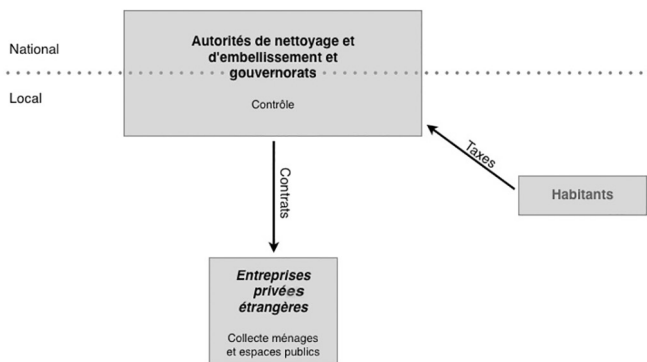 National
Autorités de nettoyage et
d'embellissement et
gouvernorats
Local
Contrôle
Taxes
Contrats
Habitants
Entreprises
privées
étrangères
Collecte ménages
et espaces publics